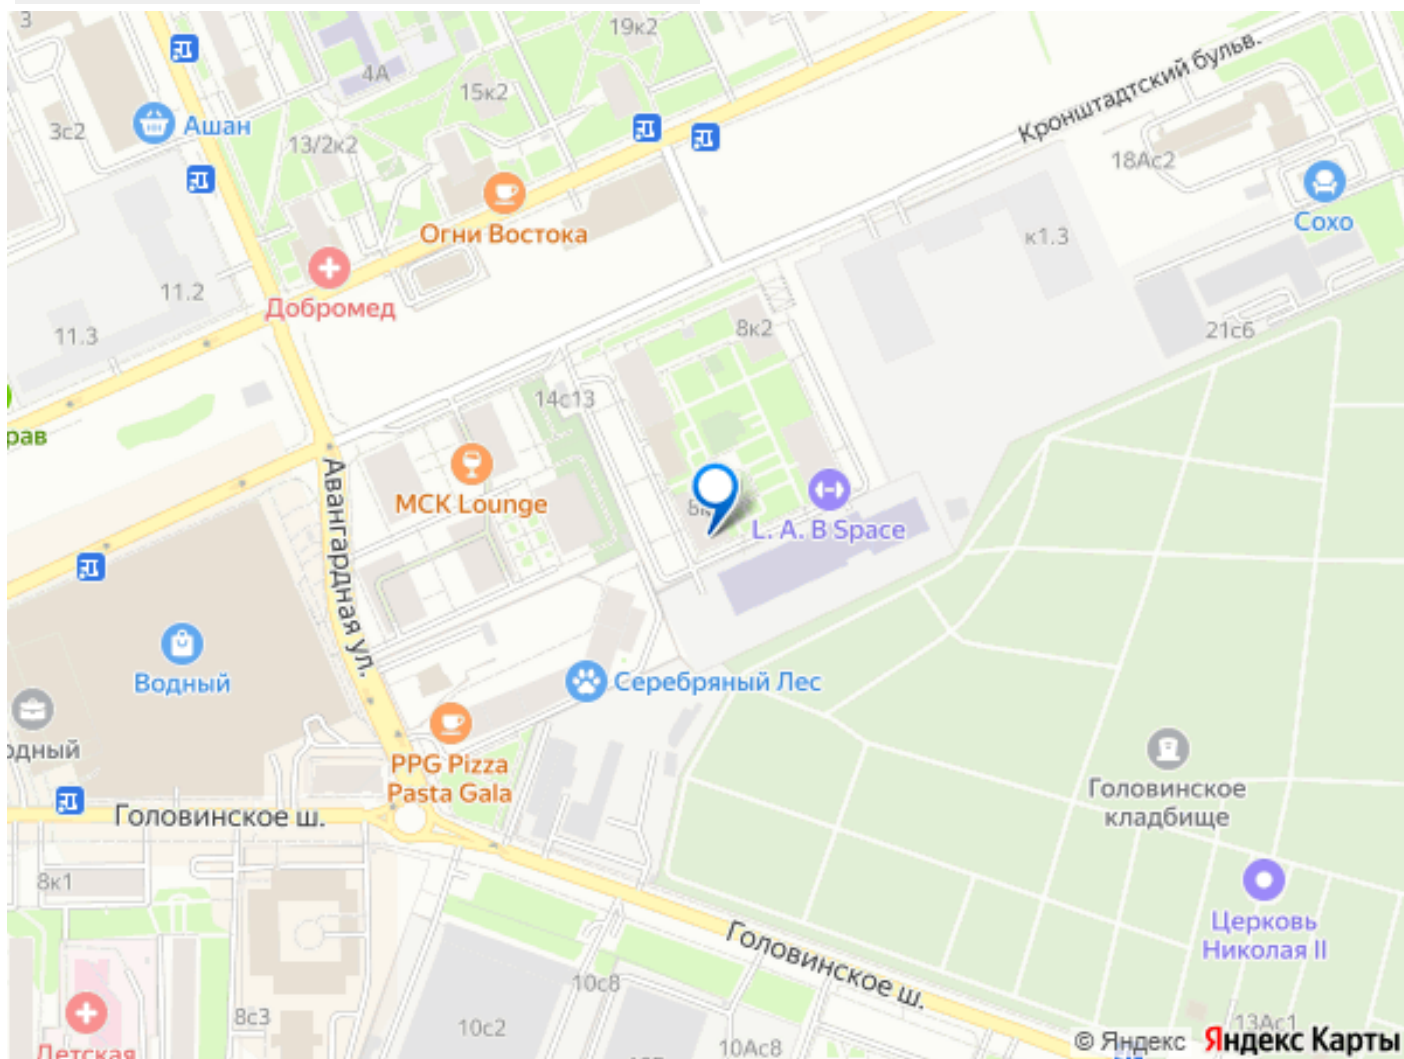 3
19к2
4А
15к2
Кронштадтский бульв.
Ашан
3с2
13/2к2
18Ас2
Сохо
Огни Востока
к1.3
11.2
Добромед
11.3
8к2
21с6
14с13
рав
MCK Lounge
L. A. B Space
Авангардная ул.
Водный
Серебряный Лес
одный
PPG Pizza
Pasta Gala
Головинское
кладбище
Головинское ш.
8к1
Церковь
Николая II
Головинское ш.
10с8
8с3
10с2
13Ас1
10Ас8
Детская
© Яндекс Яндекс Карты